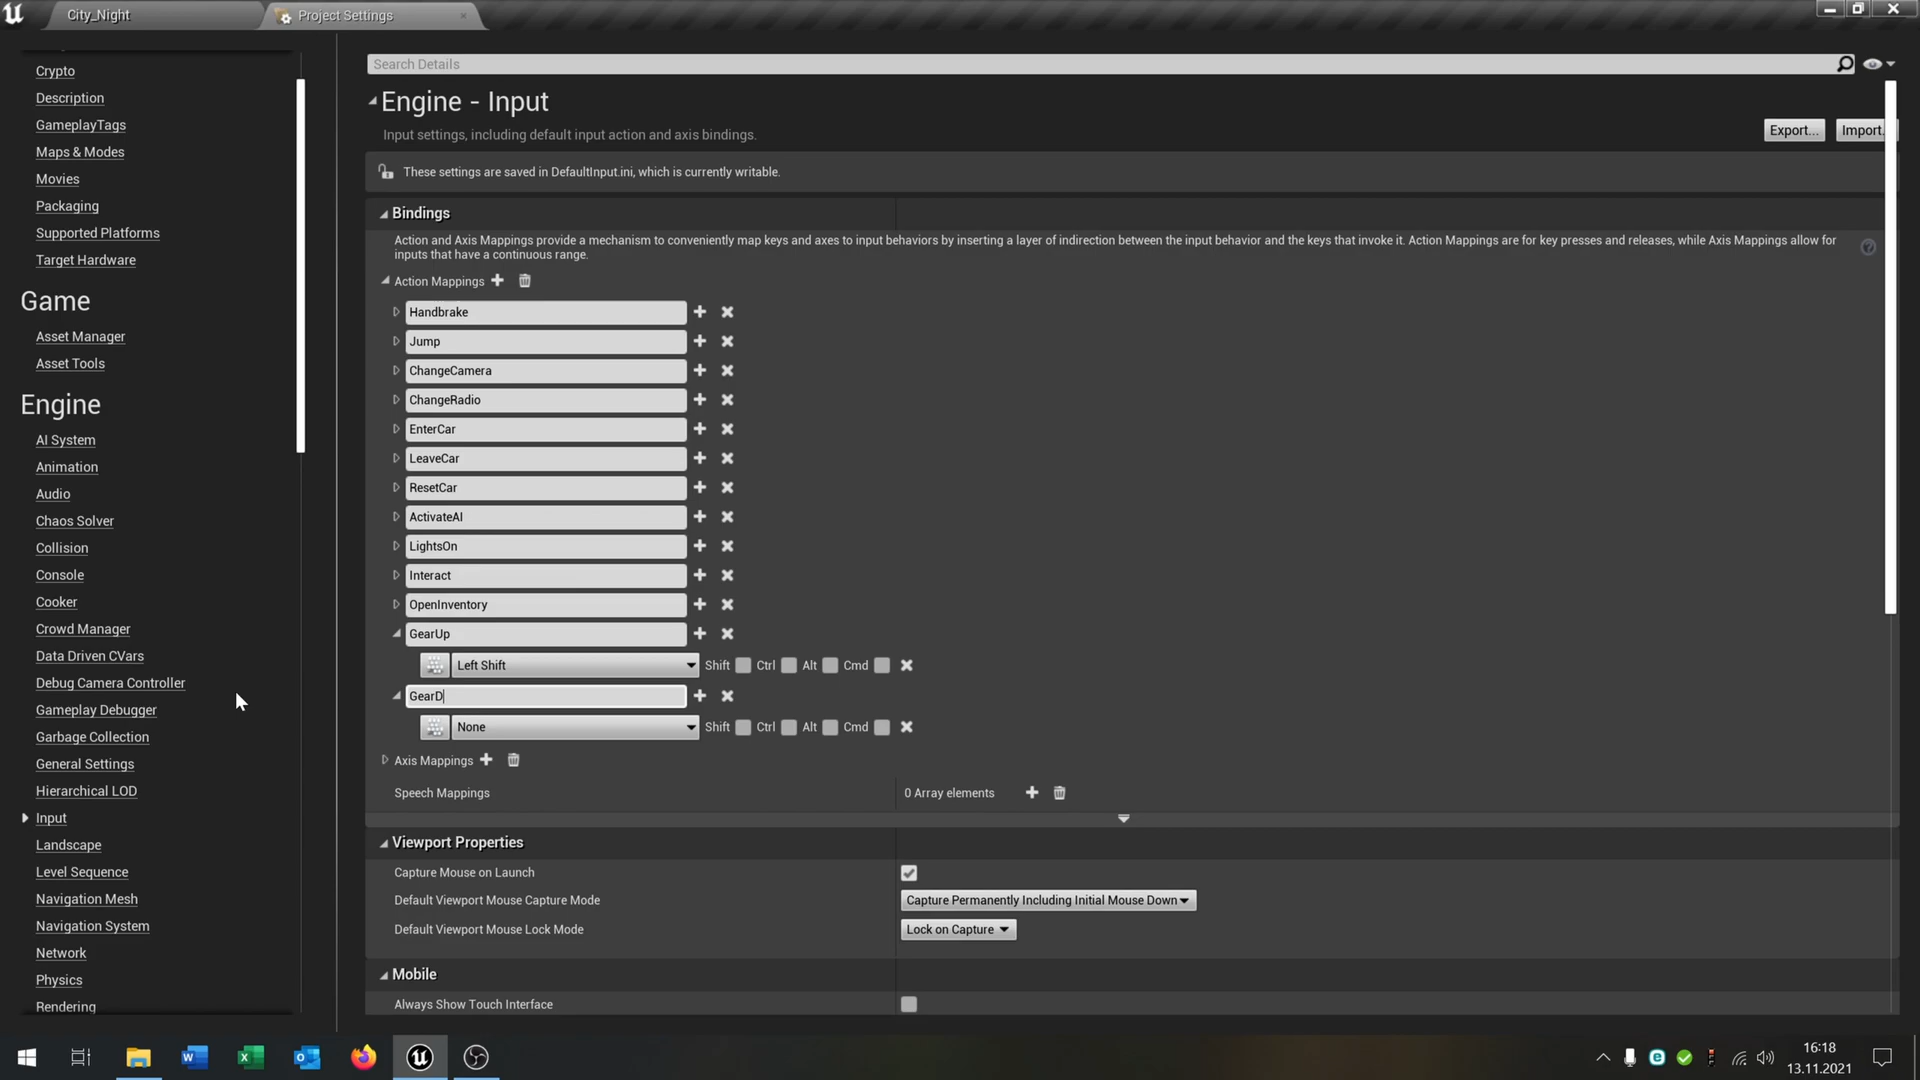 City_Night
Project Settings
Crypto
Description
GameplayTags
Maps & Modes
Movies
Packaging
Supported Platforms
Target Hardware
Game
Asset Manager
Asset Tools
Engine
AI System
Animation
Audio
Chaos Solver
Collision
Console
Cooker
Crowd Manager
Data Driven CVars
Debug Camera Controller
Gameplay Debugger
Garbage Collection
General Settings
Hierarchical LOD
Input
Landscape
Level Sequence
Navigation Mesh
Navigation System
Network
Physics
Rendering
Search Details
Engine - Input
Input settings, including default input action and axis bindings.
Export...
Import.
These settings are saved in DefaultInput.ini, which is currently writable.
Bindings
Action and Axis Mappings provide a mechanism to conveniently map keys and axes to input behaviors by inserting a layer of indirection between the input behavior and the keys that invoke it. Action Mappings are for key presses and releases, while Axis Mappings allow for
inputs that have a continuous range.
Action Mappings
Handbrake
Jump
ChangeCamera
ChangeRadio
EnterCar
LeaveCar
ResetCar
ActivateAI
LightsOn
Interact
OpenInventory
GearUp
Left Shift Shift Ctrl Alt Cmd
GearD
None Shift Ctrl Alt Cmd
Axis Mappings
Speech Mappings 0 Array elements
Viewport Properties
Capture Mouse on Launch
Default Viewport Mouse Capture Mode Capture Permanently Including Initial Mouse Down
Default Viewport Mouse Lock Mode Lock on Capture
Mobile
Always Show Touch Interface
16:18
13.11.2021